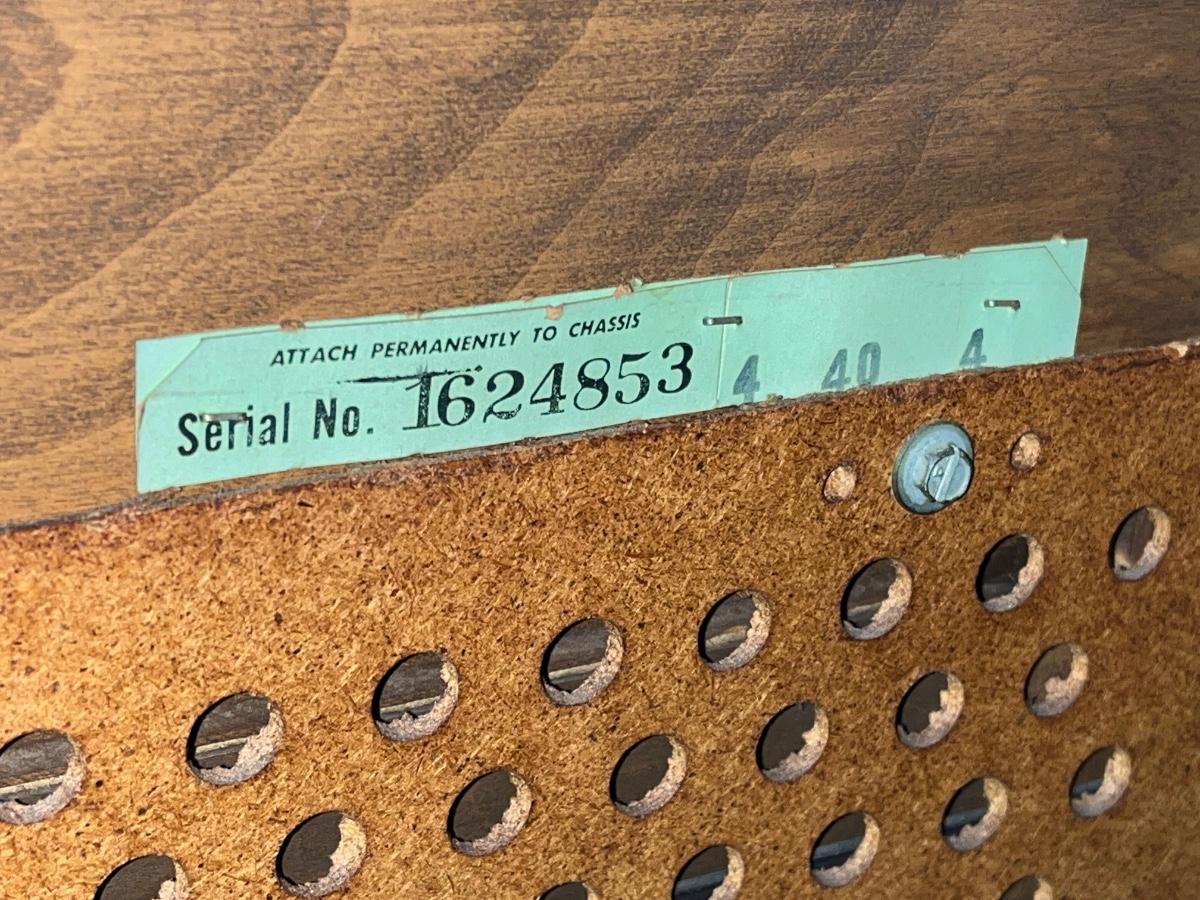 ATTACH PERMANENTLY TO CHASSIS
Serial No. 1624853
4 40 4